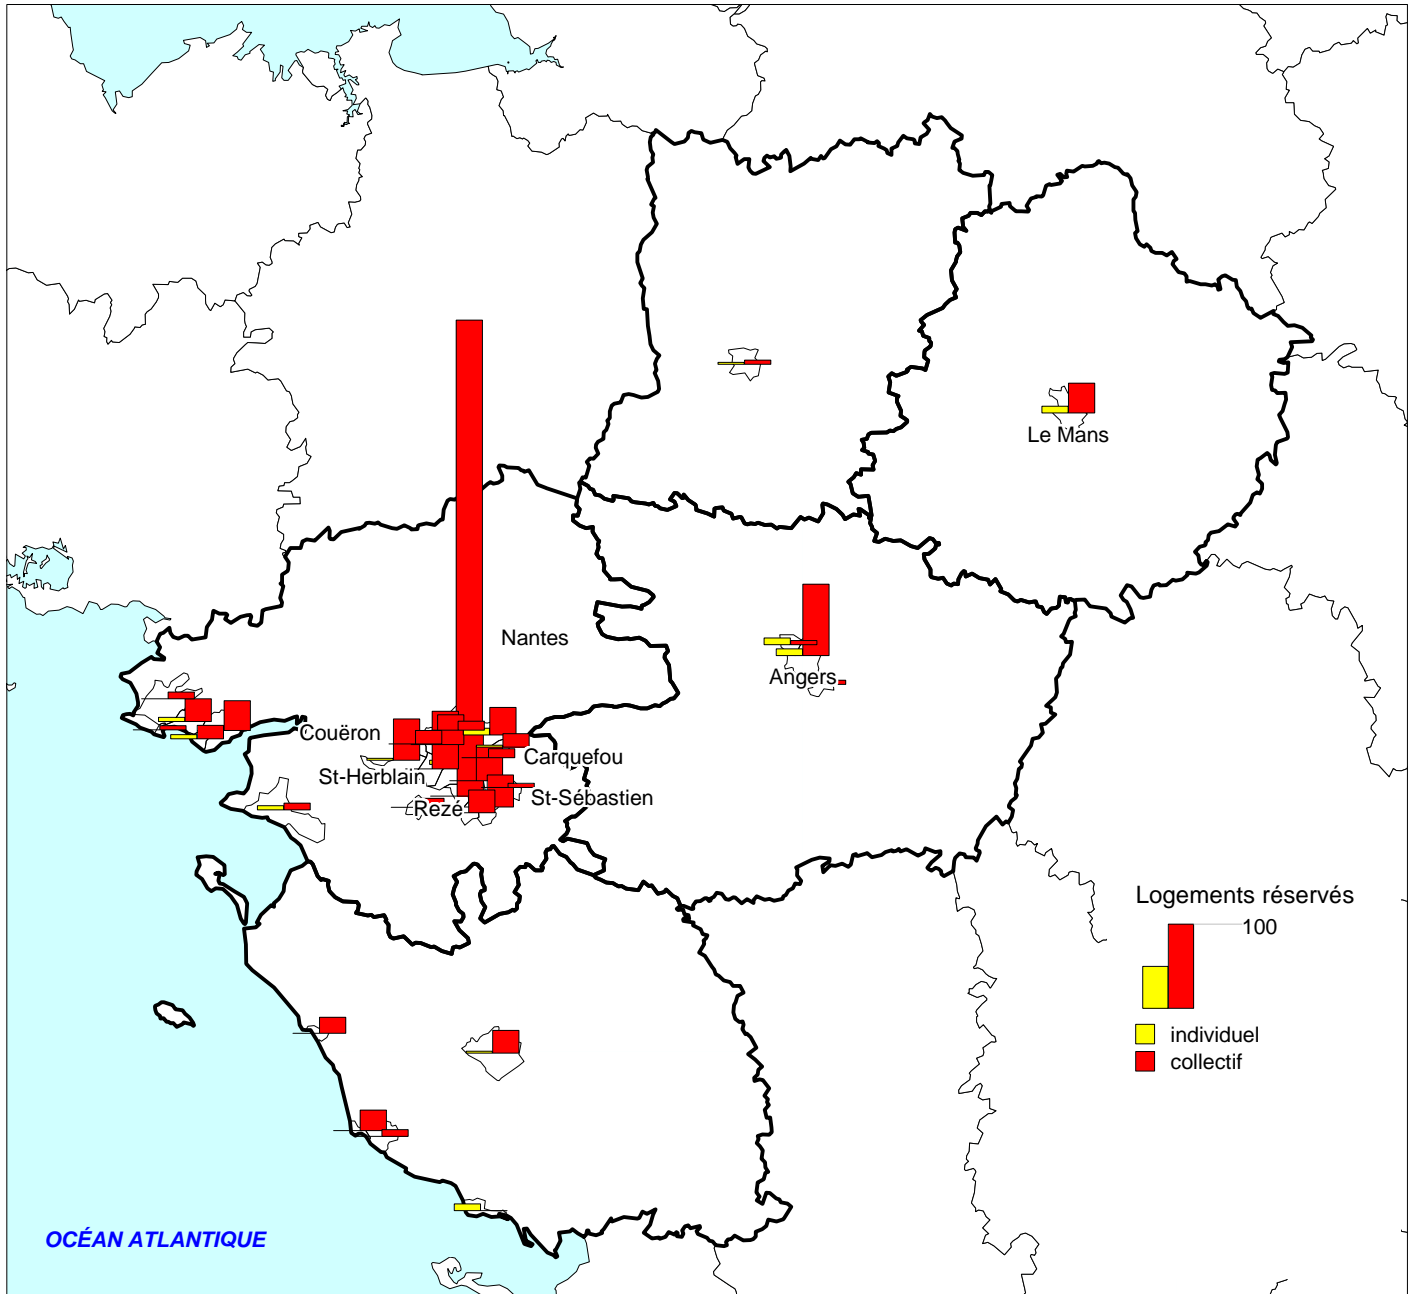 Le Mans
Nantes
Angers
Couëron
Carquefou
St-Herblain
St-Sébastien
Rezé
Logements réservés
100
individuel
collectif
OCÉAN ATLANTIQUE